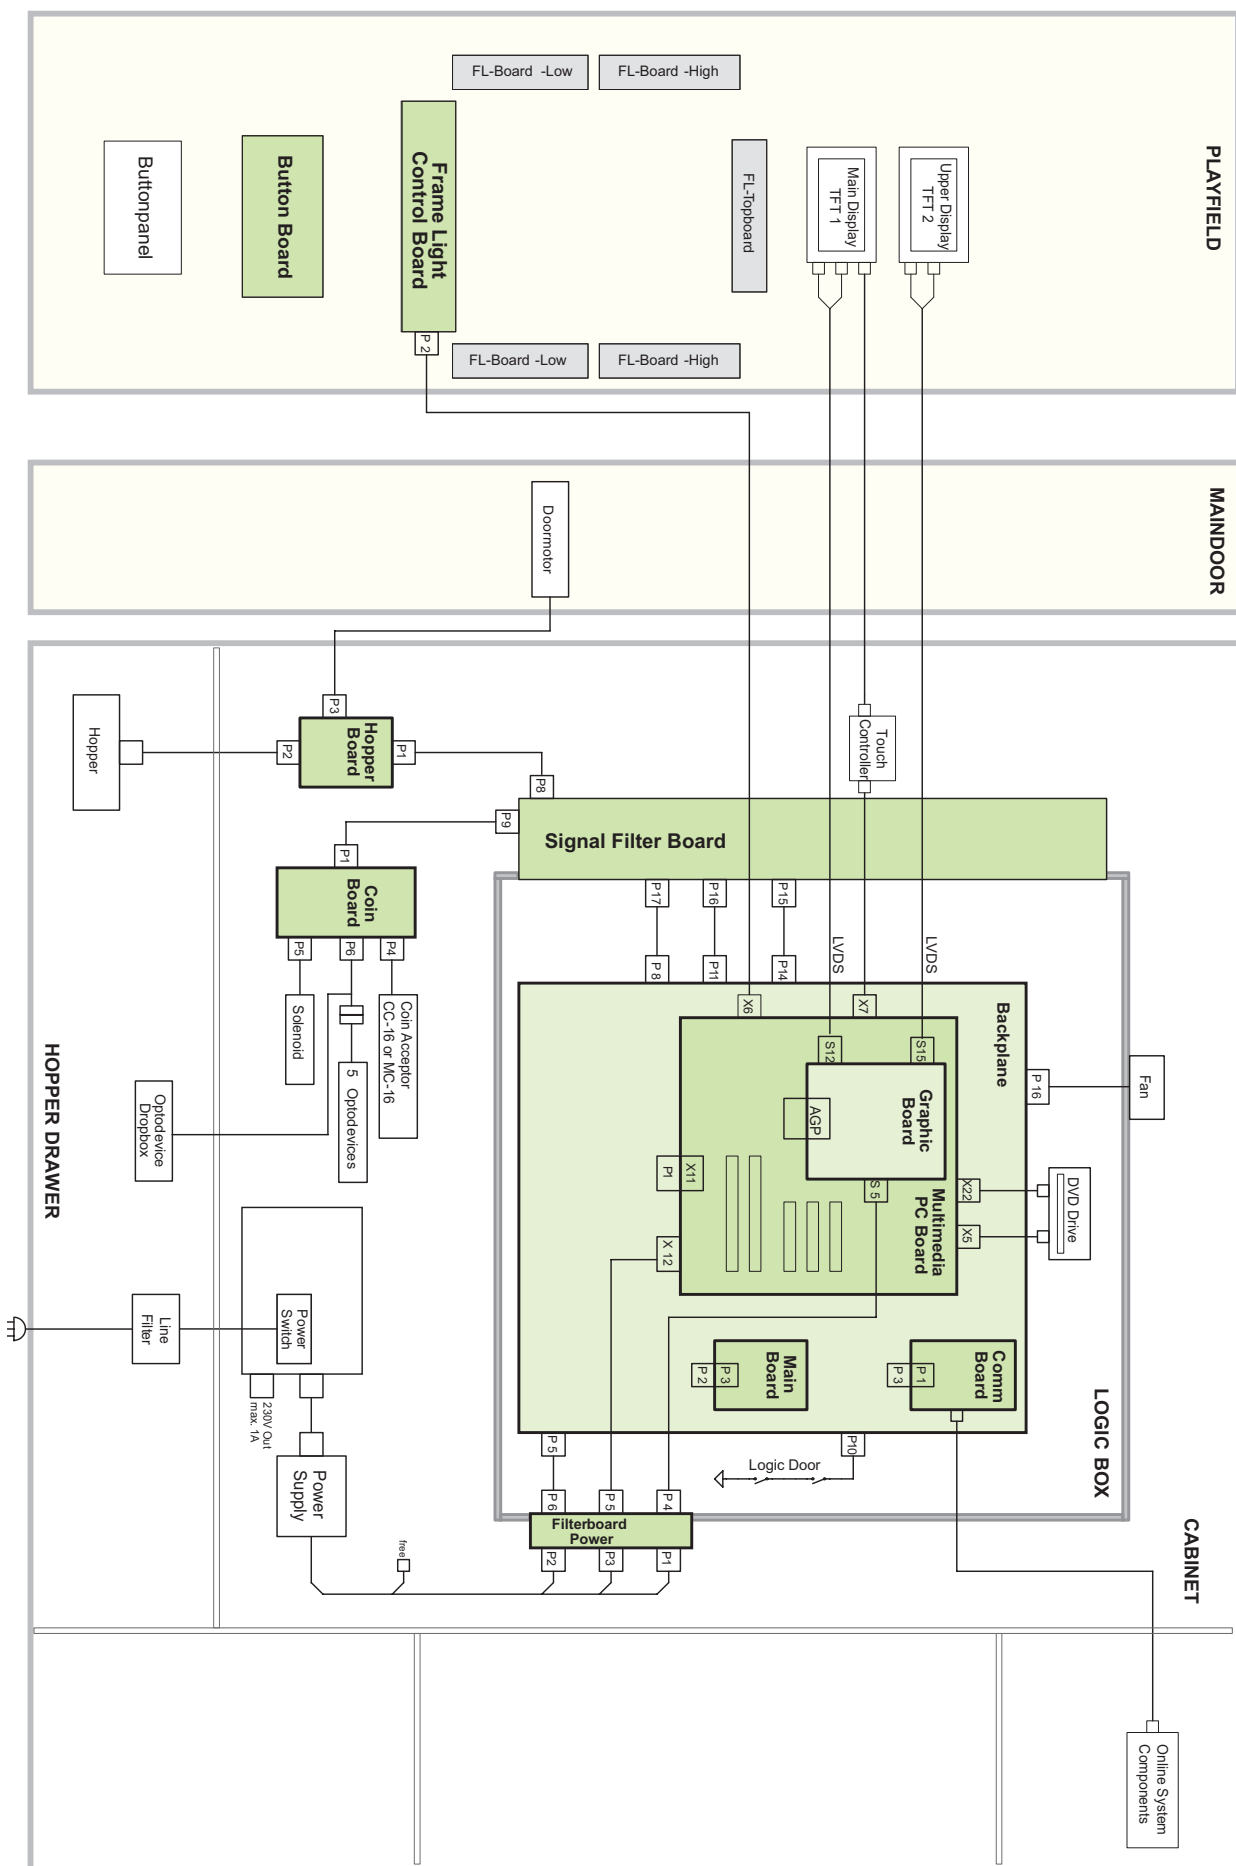 PLAYFIELD
FL-Board -Low
FL-Board -High
Buttonpanel
Button Board
Frame Light
Control Board
P 2
FL-Topboard
Main Display
TFT 1
Upper Display
TFT 2
FL-Board -Low
FL-Board -High
MAINDOOR
Doormotor
CABINET
HOPPER DRAWER
Hopper
P3
Hopper
Board
P2
P1
P8
Touch
Controller
Signal Filter Board
P9
P1
Coin
Board
P5
P6
P4
Solenoid
5 Optodevices
Coin Acceptor
CC-16 or MC-16
Optodevice
Dropbox
P17
P16
P15
LVDS
LVDS
P 8
P11
P14
LOGIC BOX
Backplane
X6
X7
S12
S15
P 16
Fan
Graphic
Board
AGP
S 5
Multimedia
PC Board
X11
P1
X 12
X22
X5
DVD Drive
Main
Board
P 3
P 2
Comm
Board
P 1
P 3
P 5
P10
Logic Door
P 6
P 5
P 4
Filterboard
Power
P2
P3
P1
free
Line
Filter
Power
Switch
230V Out
max. 1A
Power
Supply
Online System
Components